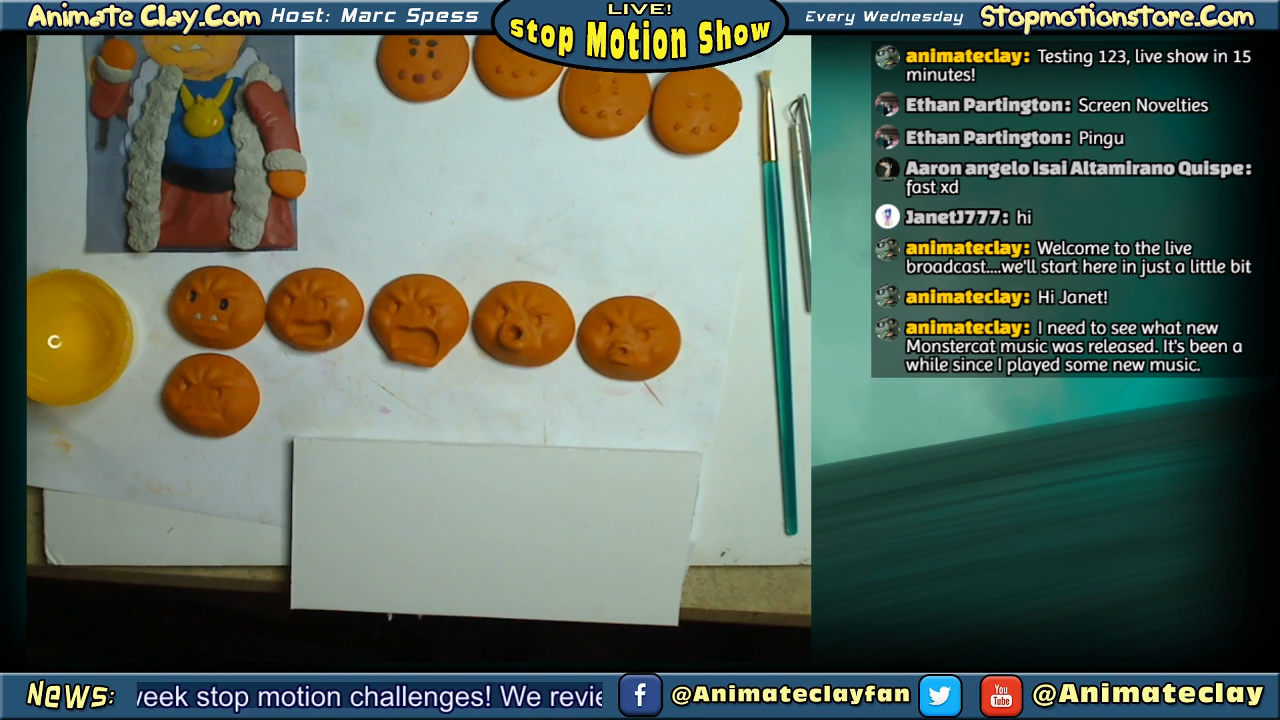 Animate Clay.Com Host: Marc Spess
LIVE!
Stop Motion Show
Every Wednesday Stopmotionstore.Com
animateclay: Testing 123, live show in 15
minutes!
Ethan Partington: Screen Novelties
Ethan Partington: Pingu
Aaron angelo Isai Altamirano Quispe:
fast xd
JanetJ777: hi
animateclay: Welcome to the live
broadcast....we'll start here in just a little bit
animateclay: Hi Janet!
animateclay: I need to see what new
Monstercat music was released. It's been a
while since I played some new music.
News: week stop motion challenges! We revie
f @Animateclayfan You Tube @Animateclay